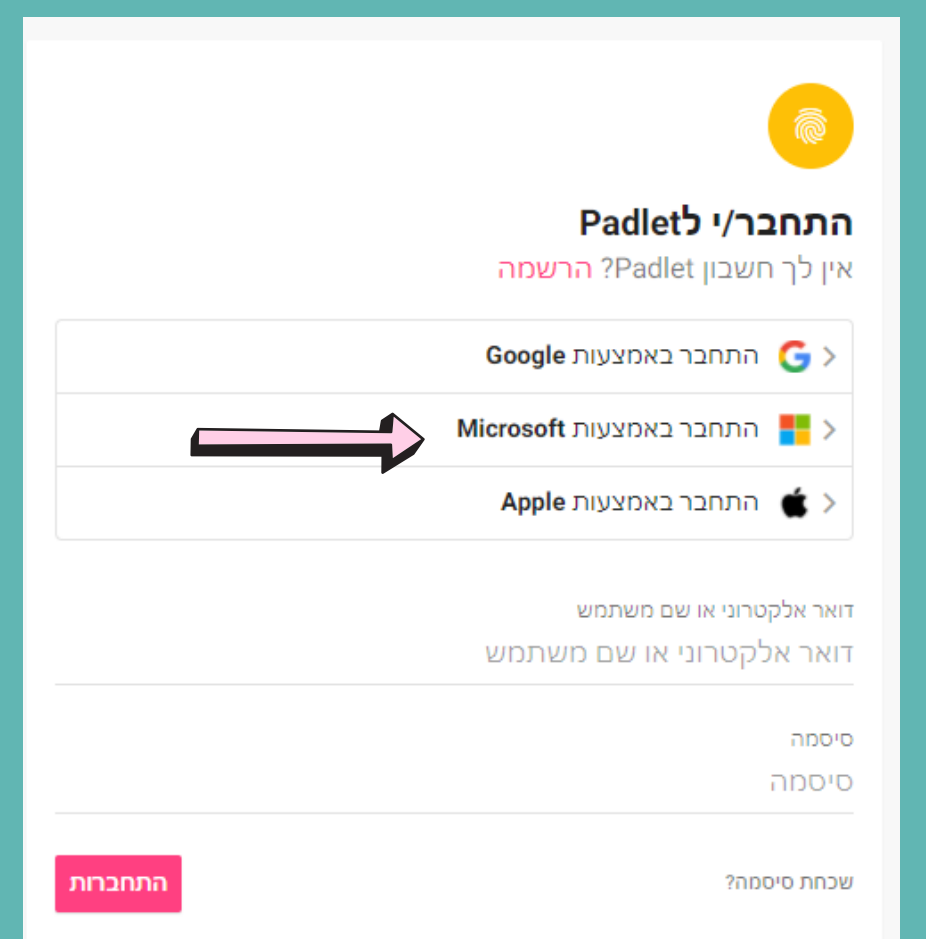 התחבר/י לPadlet
אין לך חשבון Padlet? הרשמה
התחבר באמצעות Google
התחבר באמצעות Microsoft
התחבר באמצעות Apple
דואר אלקטרוני או שם משתמש
דואר אלקטרוני או שם משתמש
סיסמה
סיסמה
שכחת סיסמה?
התחברות